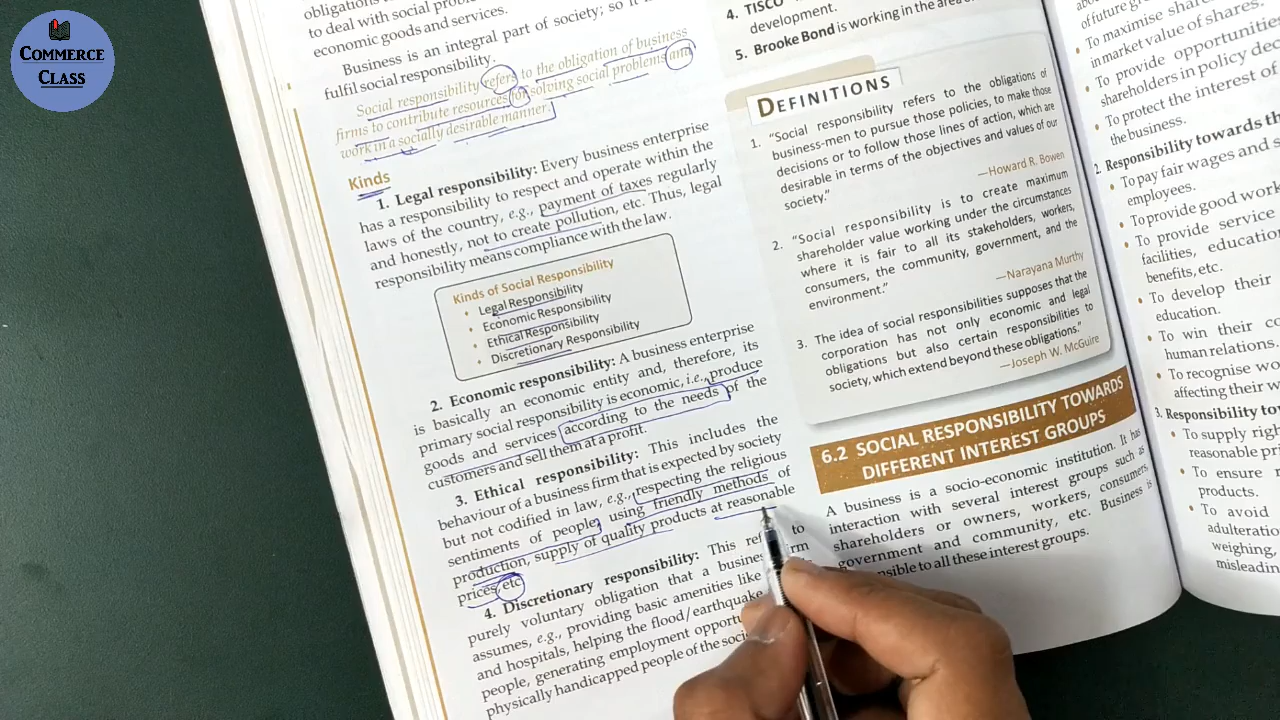 COMMERCE
CLASS
obligations
to deal with social
economic goods and services.
Business is an integral part of society; so it
fulfil social responsibility.
Social responsibility refers to the obligation of business
firms to contribute resources for solving social problems and
work in a socially desirable manner.
Kinds
1. Legal responsibility: Every business enterprise
has a responsibility to respect and operate within the
laws of the country, e.g., payment of taxes regularly
and honestly, not to create pollution, etc. Thus, legal
responsibility means compliance with the law.
Kinds of Social Responsibility
• Legal Responsibility
• Economic Responsibility
• Ethical Responsibility
• Discretionary Responsibility
2. Economic responsibility: A business enterprise
is basically an economic entity and, therefore, its
primary social responsibility is economic, i.e., produce
goods and services according to the needs of the
customers and sell them at a profit.
3. Ethical responsibility: This includes the
behaviour of a business firm that is expected by society
but not codified in law, e.g., respecting the religious
sentiments of people, using friendly methods of
production, supply of quality products at reasonable
prices, etc.
4. Discretionary responsibility: This to
purely voluntary obligation that a
assumes, e.g., providing basic amenities like
and hospitals, helping the flood/earthquake
people, generating employment
physically handicapped people of the
4. TISCO
development.
5. Brooke Bond is working in the area of
DEFINITIONS
1. "Social responsibility refers to the obligations of
business-men to pursue those policies, to make those
decisions or to follow those lines of action, which are
desirable in terms of the objectives and values of our
society."
—Howard R. Bowen
2. "Social responsibility is to create maximum
shareholder value working under the circumstances
where it is fair to all its stakeholders, workers,
consumers, the community, government, and the
environment."
—Narayana Murthy
3. The idea of social responsibilities supposes that the
corporation has not only economic and legal
obligations but also certain responsibilities to
society, which extend beyond these obligations."
—Joseph W. McGuire
6.2 SOCIAL RESPONSIBILITY TOWARDS
DIFFERENT INTEREST GROUPS
A business is a socio-economic institution. It has
interaction with several interest groups such as
shareholders or owners, workers, consumers,
government and community, etc. Business is
to all these interest groups.
of future
• To maximise
in market value of shares.
• To provide opportunities
shareholders in policy
• To protect the interest of
the business.
2. Responsibility towards
• To pay fair wages and
employees.
• To provide good
• To provide service
facilities,
benefits, etc.
• To develop their
education.
• To win their
human relations.
• To recognise
affecting their
3. Responsibility
• To supply
reasonable
• To ensure
products.
• To avoid
weighing,